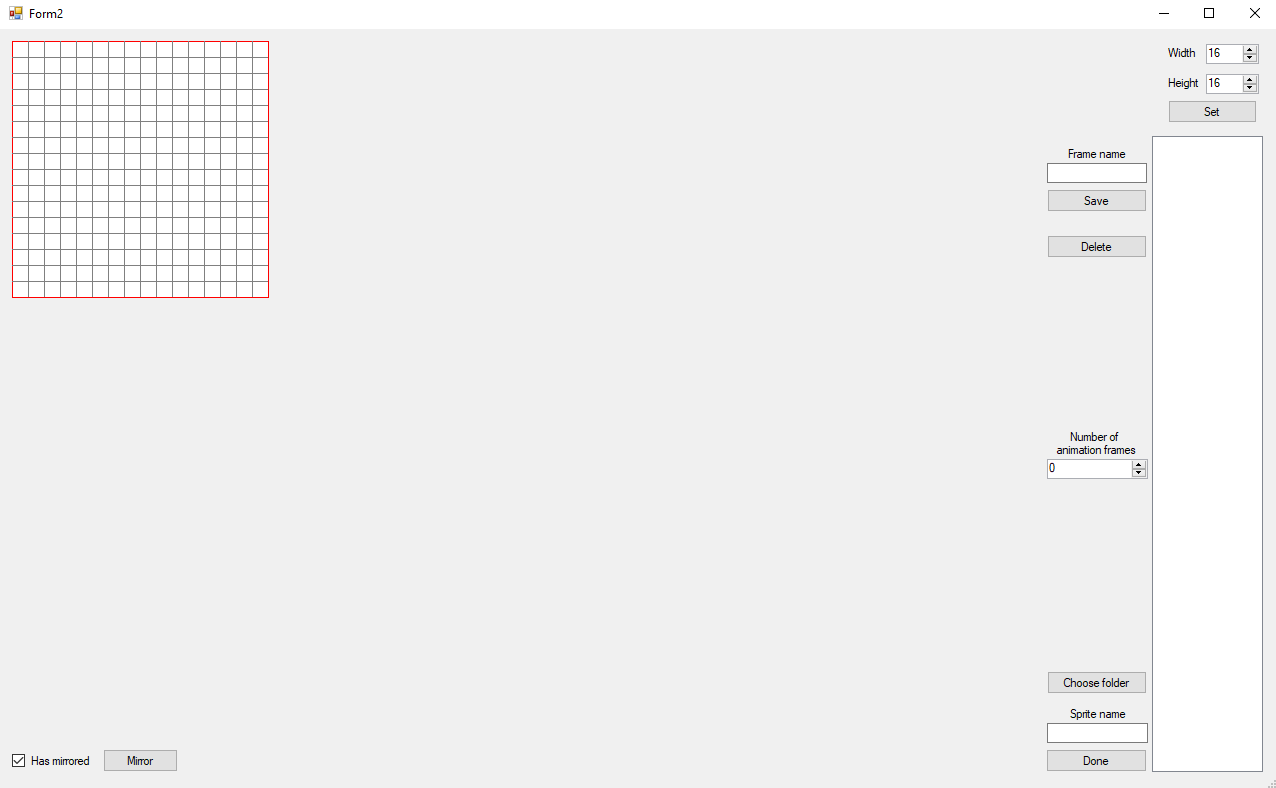 Form2
Width 16
Height 16
Set
Frame name
Save
Delete
Number of
animation frames
0
Choose folder
Sprite name
Done
Has mirrored
Mirror